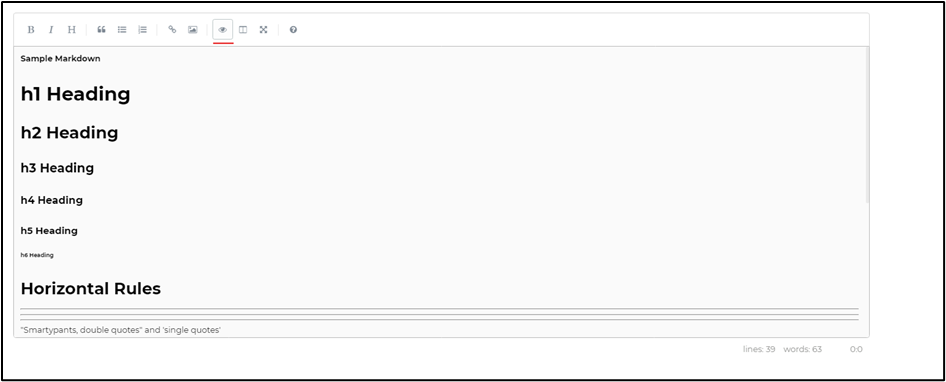 B I H
Sample Markdown
h1 Heading
h2 Heading
h3 Heading
h4 Heading
h5 Heading
h6 Heading
Horizontal Rules
"Smartypants, double quotes" and 'single quotes'
lines: 39 words: 63 0:0